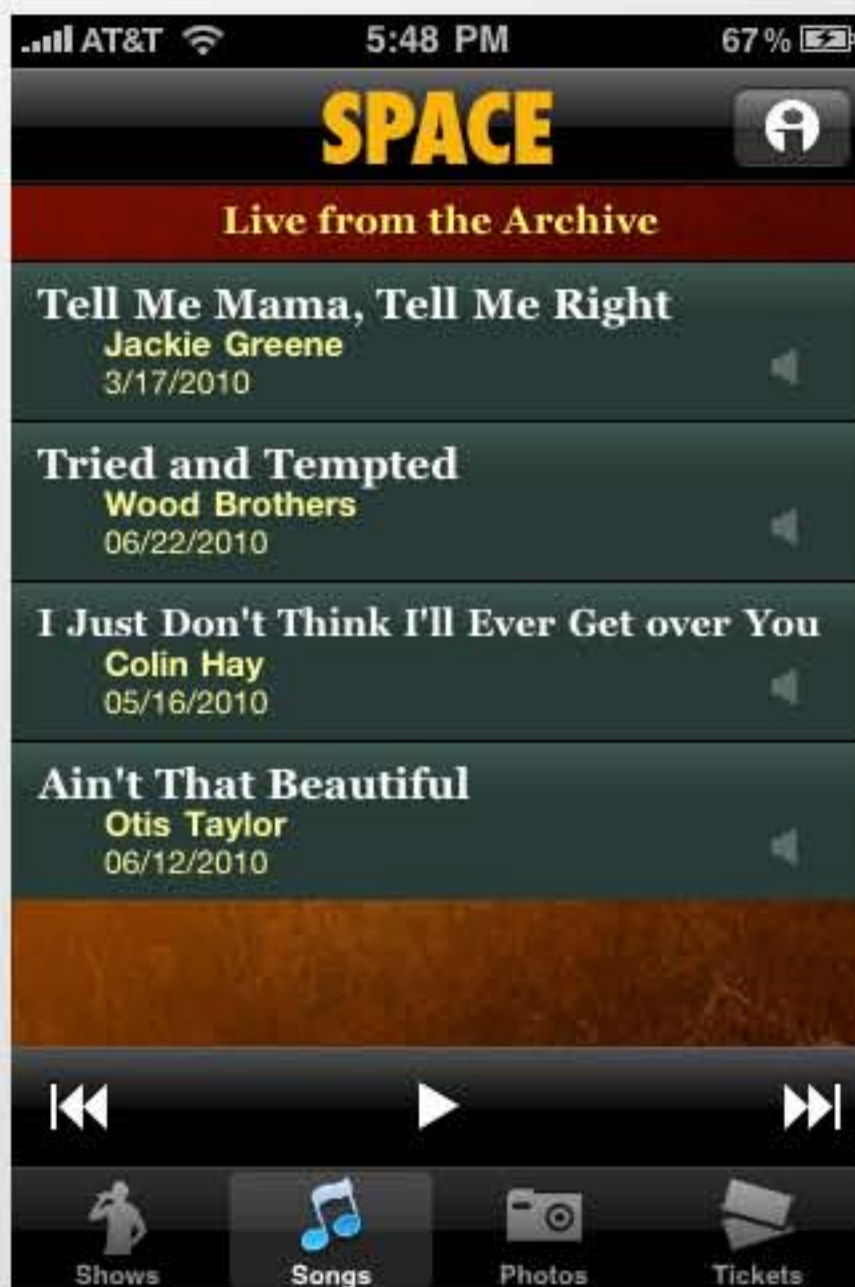 AT&T 5:48 PM 67%
SPACE
Live from the Archive
Tell Me Mama, Tell Me Right
Jackie Greene
3/17/2010
Tried and Tempted
Wood Brothers
06/22/2010
I Just Don't Think I'll Ever Get over You
Colin Hay
05/16/2010
Ain't That Beautiful
Otis Taylor
06/12/2010
Shows Songs Photos Tickets